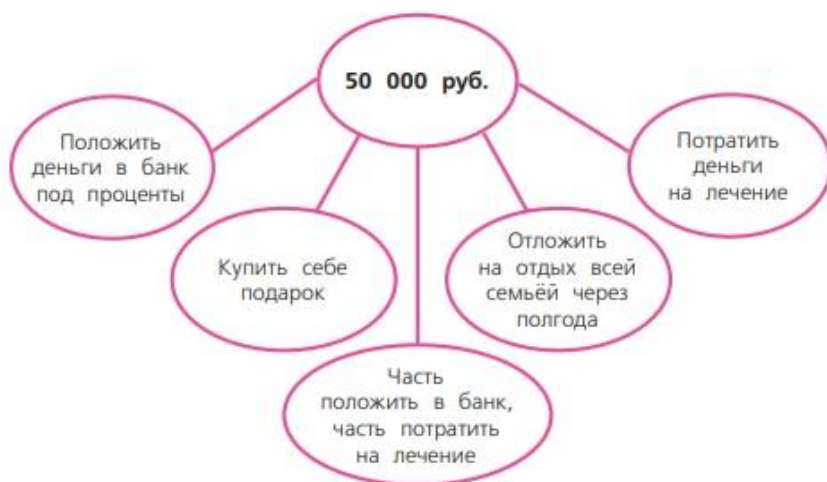 50 000 руб.
Положить
деньги в банк
под проценты
Потратить
деньги
на лечение
Купить себе
подарок
Отложить
на отдых всей
семьёй через
полгода
Часть
положить в банк,
часть потратить
на лечение